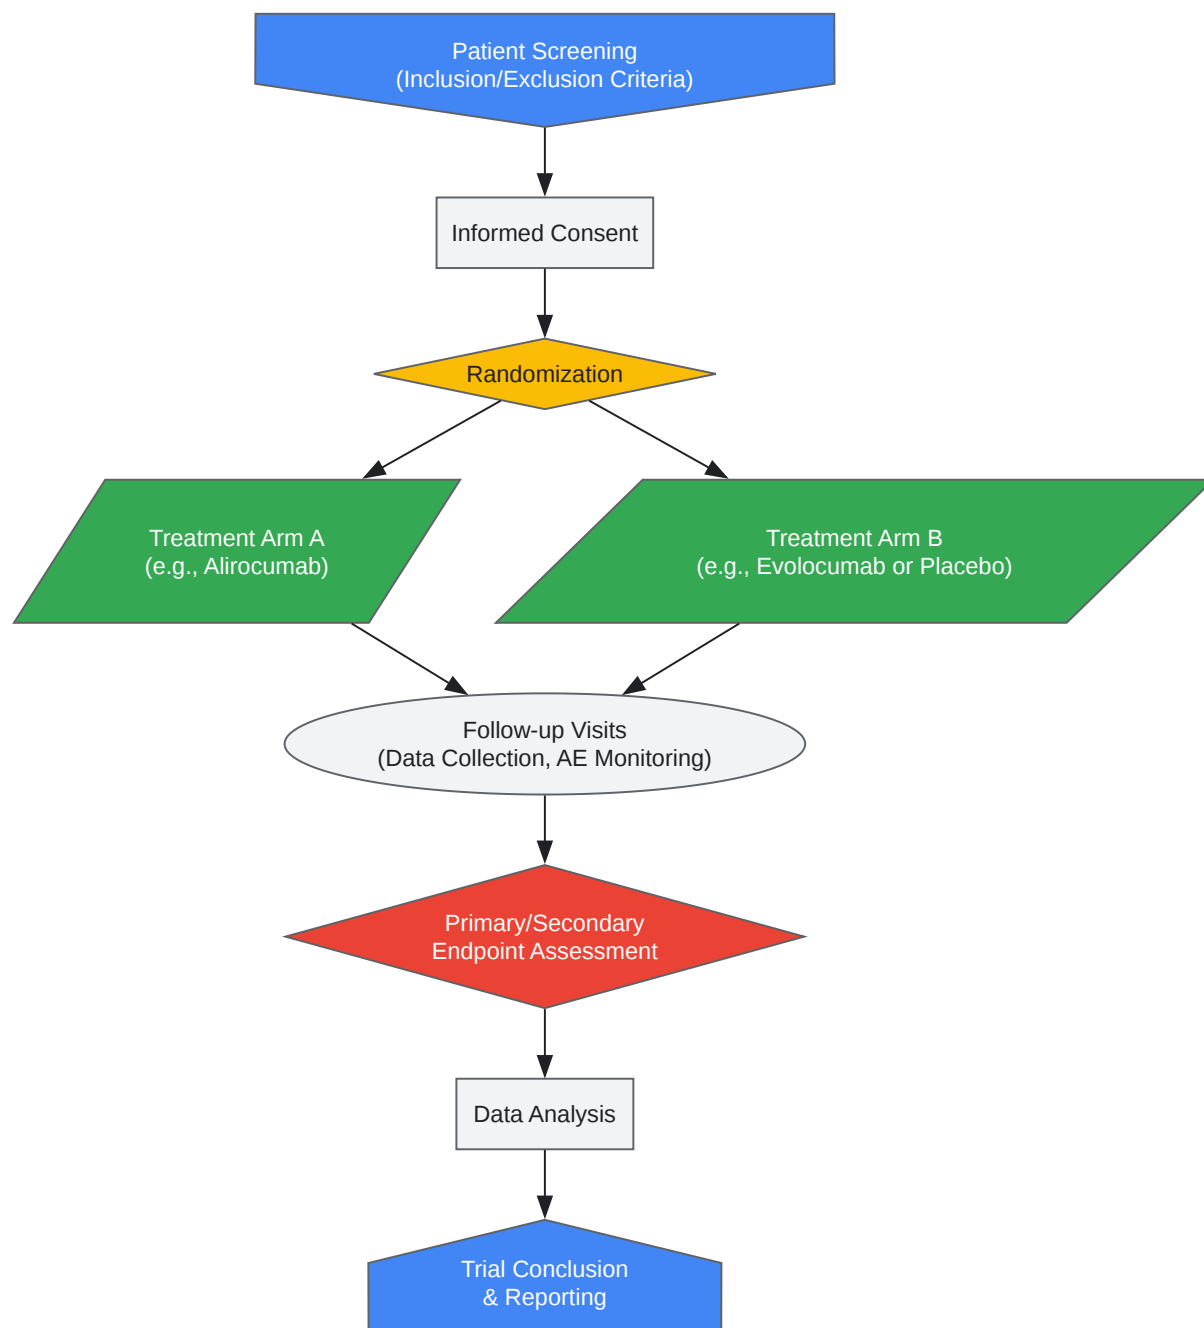 Patient Screening
(Inclusion/Exclusion Criteria)
Informed Consent
Randomization
Treatment Arm A
(e.g., Alirocumab)
Treatment Arm B
(e.g., Evolocumab or Placebo)
Follow-up Visits
(Data Collection, AE Monitoring)
Primary/Secondary
Endpoint Assessment
Data Analysis
Trial Conclusion
& Reporting